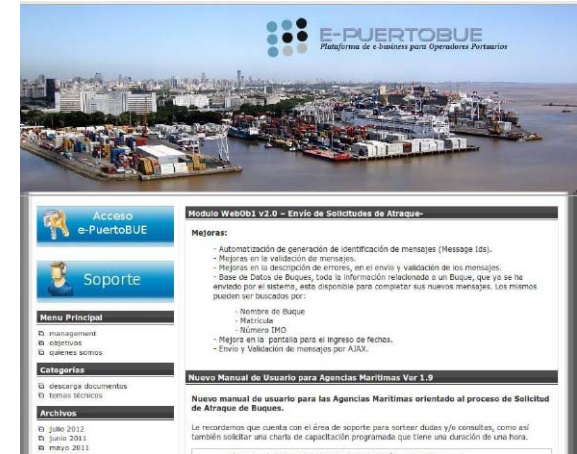 E-PUERTOBUE
Plataforma de e-business para Operadores Portuarios
Acceso
e-PuertoBUE
Soporte
Menu Principal
management
objetivos
quienes somos
Categorías
descarga documentos
temas técnicos
Archivos
julio 2012
junio 2011
mayo 2011
Modulo WebOb1 v2.0 – Envío de Solicitudes de Atraque-
Mejoras:
- Automatización de generación de identificación de mensajes (Message Ids).
- Mejoras en la validación de mensajes.
- Mejoras en la descripción de errores, en el envío y validación de los mensajes.
- Base de Datos de Buques, toda la información relacionada a un Buque, que ya se ha
enviado por el sistema, esta disponible para completar sus nuevos mensajes. Los mismos
pueden ser buscados por:
- Nombre de Buque
- Matricula
- Número IMO
- Mejora en la pantalla para el ingreso de fechas.
- Envio y Validación de mensajes por AJAX.
Nuevo Manual de Usuario para Agencias Marítimas Ver 1.9
Nuevo manual de usuario para las Agencias Marítimas orientado al proceso de Solicitud
de Atraque de Buques.
Le recordamos que cuenta con el área de soporte para sortear dudas y/o consultas, como así
también solicitar una charla de capacitación programada que tiene una duración de una hora.